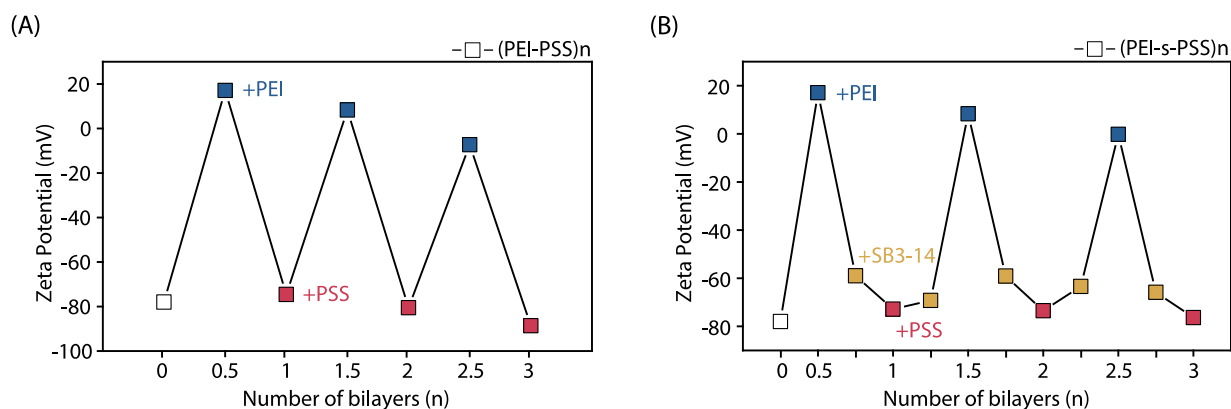 (A)
–□– (PEI-PSS)n
Zeta Potential (mV)
20
0
-20
-40
-60
-80
-100
+PEI
+PSS
0 0.5 1 1.5 2 2.5 3
Number of bilayers (n)
(B)
–□– (PEI-s-PSS)n
Zeta Potential (mV)
20
0
-20
-40
-60
-80
+PEI
+SB3-14
+PSS
0 0.5 1 1.5 2 2.5 3
Number of bilayers (n)